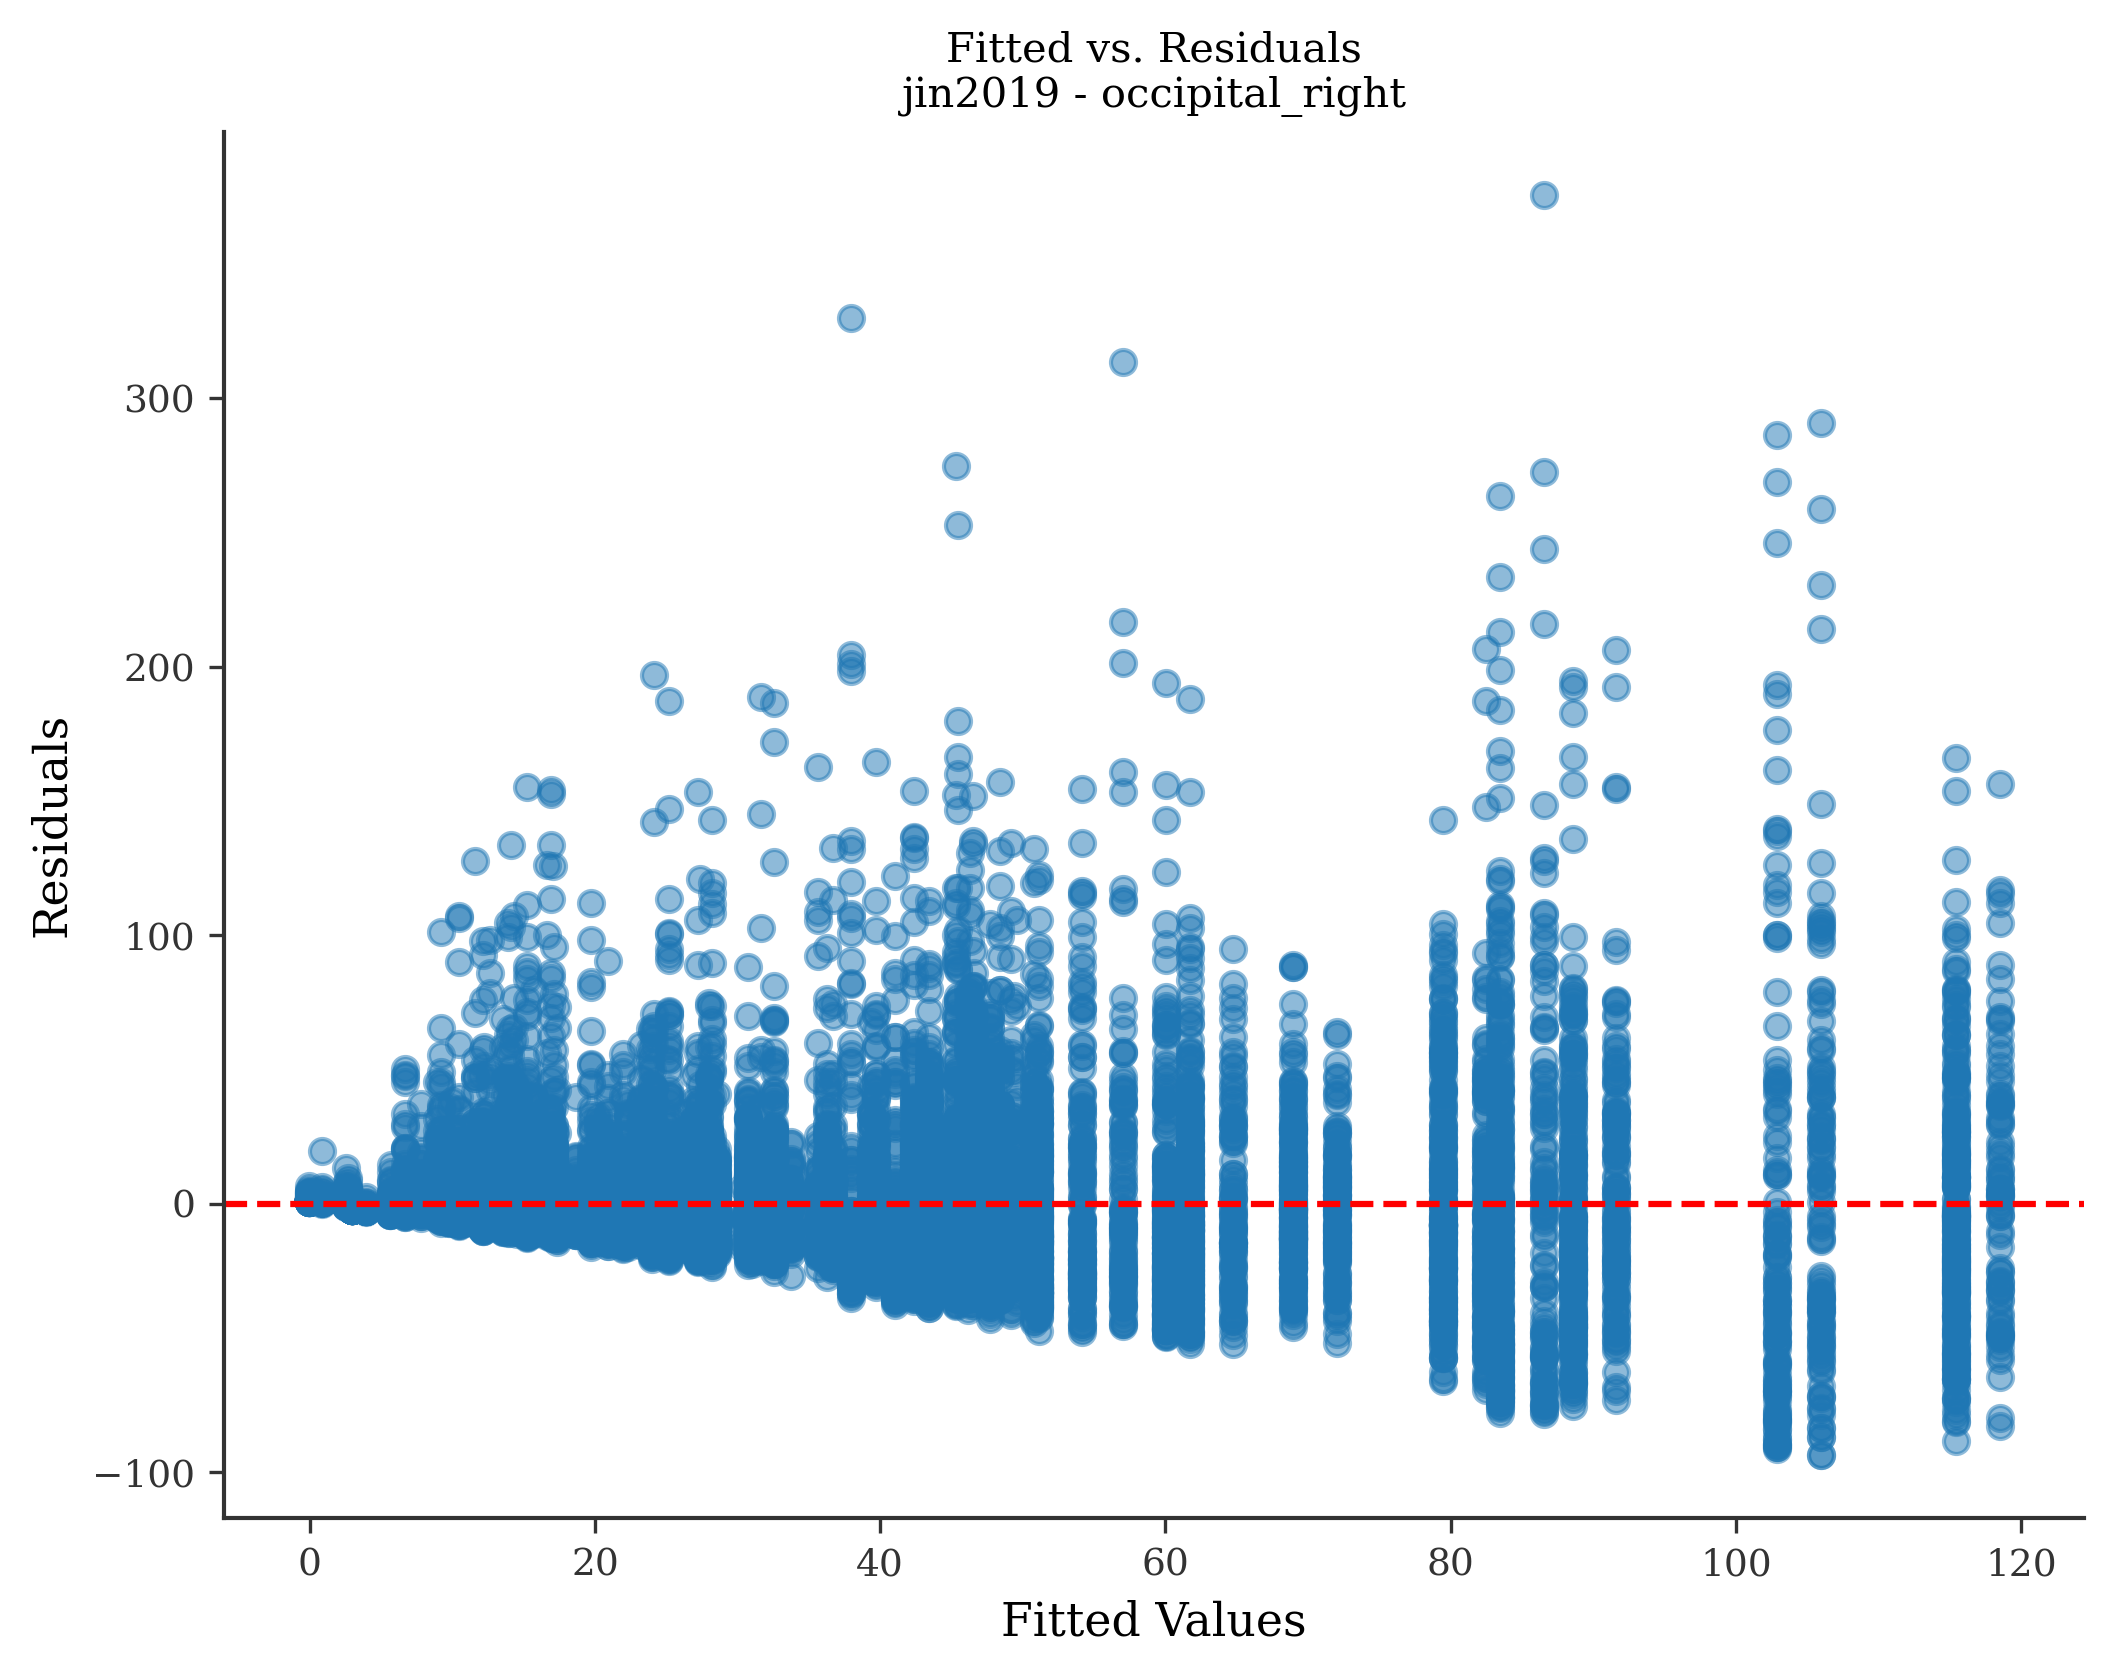 Fitted vs. Residuals
jin2019 - occipital_right
Residuals
300
200
100
0
−100
0 20 40 60 80 100 120
Fitted Values